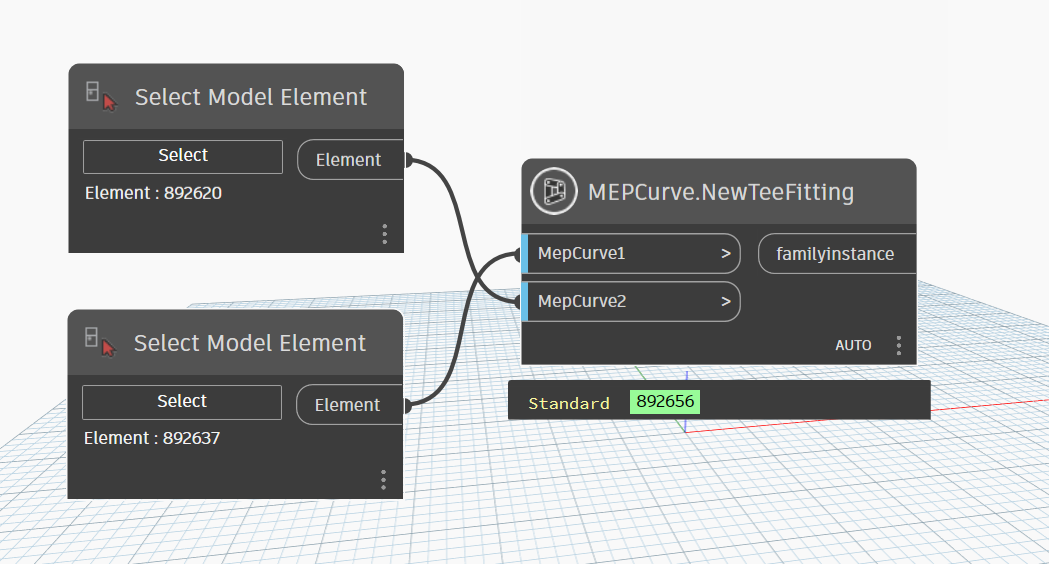 Select Model Element
Select
Element
Element : 892620
Select Model Element
Select
Element
Element : 892637
MEPCurve.NewTeeFitting
MepCurve1 >
familyinstance
MepCurve2 >
AUTO
Standard 892656